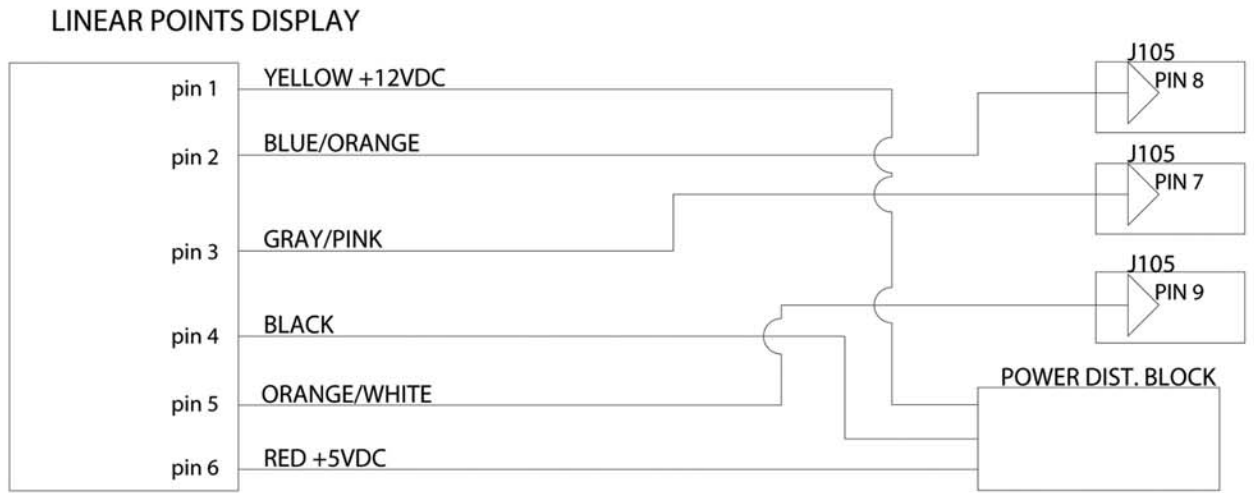 LINEAR POINTS DISPLAY
pin 1
YELLOW +12VDC
pin 2
BLUE/ORANGE
pin 3
GRAY/PINK
pin 4
BLACK
pin 5
ORANGE/WHITE
pin 6
RED +5VDC
J105
PIN 8
J105
PIN 7
J105
PIN 9
POWER DIST. BLOCK